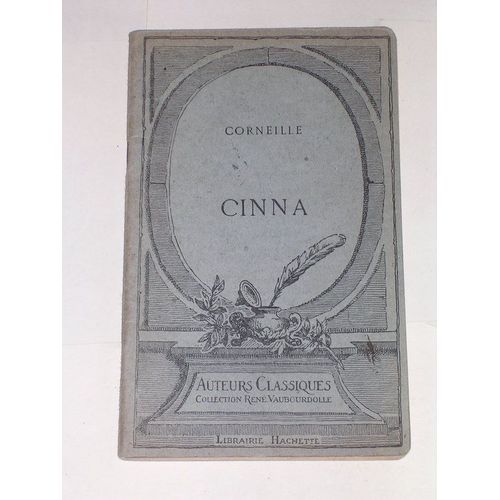 CORNEILLE
CINNA
AUTEURS CLASSIQUES
COLLECTION RENÉ VAUBOURDOLLE
LIBRAIRIE HACHETTE